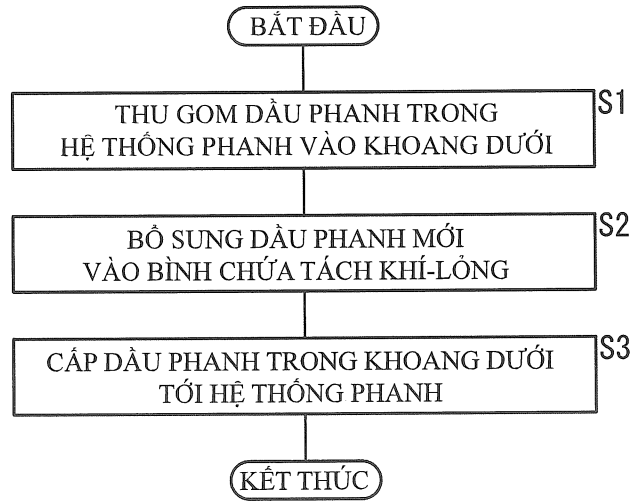 BẮT ĐẦU
S1
THU GOM DẦU PHANH TRONG
HỆ THỐNG PHANH VÀO KHOANG DƯỚI
S2
BỔ SUNG DẦU PHANH MỚI
VÀO BÌNH CHỨA TÁCH KHÍ-LỎNG
S3
CẤP DẦU PHANH TRONG KHOANG DƯỚI
TỚI HỆ THỐNG PHANH
KẾT THÚC